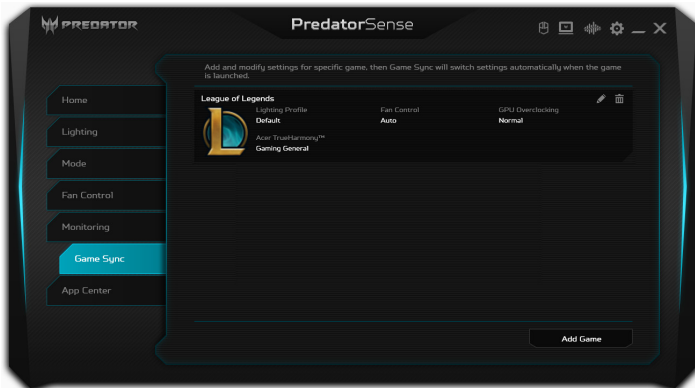 PREDATOR
PredatorSense
Add and modify settings for specific game, then Game Sync will switch settings automatically when the game
is launched.
Home
Lighting
Mode
Fan Control
Monitoring
Game Sync
App Center
League of Legends
Lighting Profile Fan Control GPU Overclocking
Default Auto Normal
Acer TrueHarmony™
Gaming General
Add Game